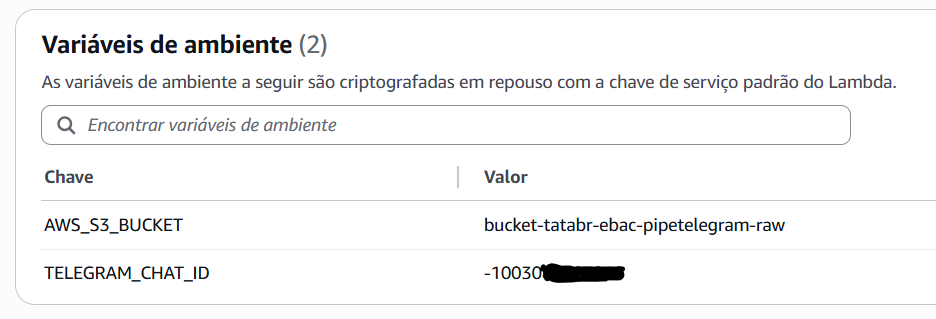 Variáveis de ambiente (2)
As variáveis de ambiente a seguir são criptografadas em repouso com a chave de serviço padrão do Lambda.
Encontrar variáveis de ambiente
Chave Valor
AWS_S3_BUCKET bucket-tatabr-ebac-pipetelegram-raw
TELEGRAM_CHAT_ID -10030